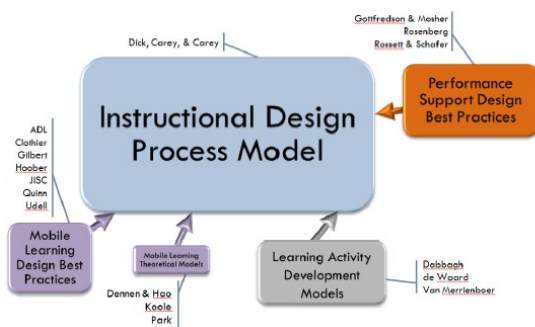 Gottfredson & Mosher
Rosenberg
Rossett & Schafer
Dick, Carey, & Carey
Instructional Design
Process Model
Performance
Support Design
Best Practices
ADL
Clothier
Gilbert
Hoober
JISC
Quinn
Udell
Mobile
Learning
Design Best
Practices
Mobile Learning
Theoretical Models
Dennen & Hao
Koole
Park
Learning Activity
Development
Models
Dabbagh
de Waard
Van Merrienboer